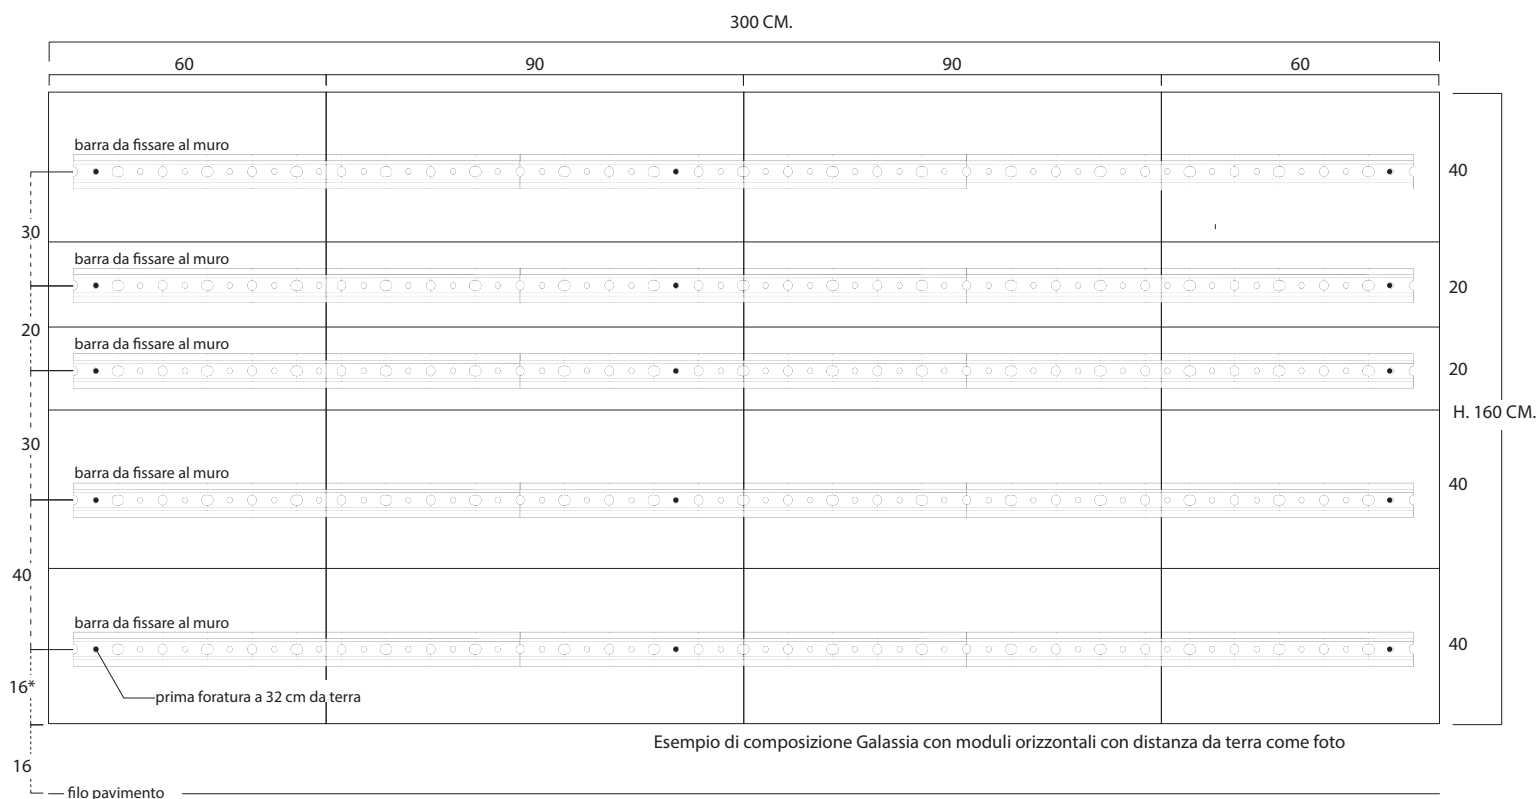 300 CM.
60 90 90 60
barra da fissare al muro
40
30
barra da fissare al muro
20
20
barra da fissare al muro
20
H. 160 CM.
30
barra da fissare al muro
40
40
barra da fissare al muro
40
16*
prima foratura a 32 cm da terra
Esempio di composizione Galassia con moduli orizzontali con distanza da terra come foto
16
filo pavimento